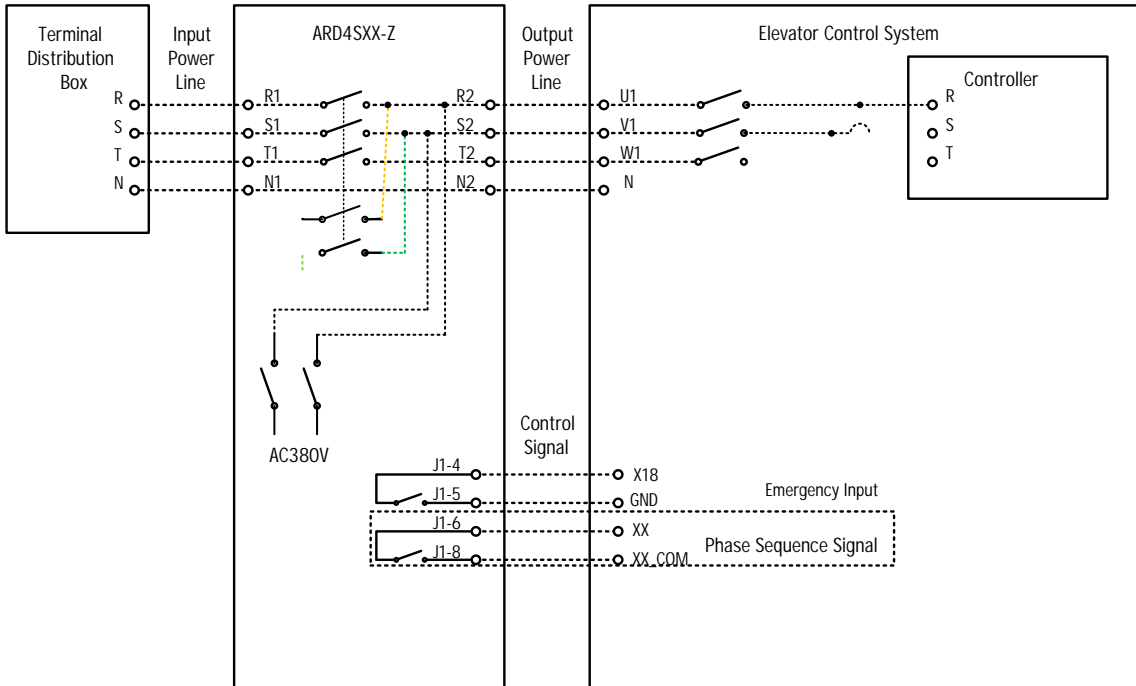 Terminal
Distribution
Box
Input
Power
Line
ARD4SXX-Z
Output
Power
Line
Elevator Control System
Controller
R
R1
R2
U1
R
S
S1
S2
V1
S
T
T1
T2
W1
T
N
N1
N2
N
AC380V
Control
Signal
J1-4
X18
J1-5
GND
Emergency Input
J1-6
XX
J1-8
XX_COM
Phase Sequence Signal